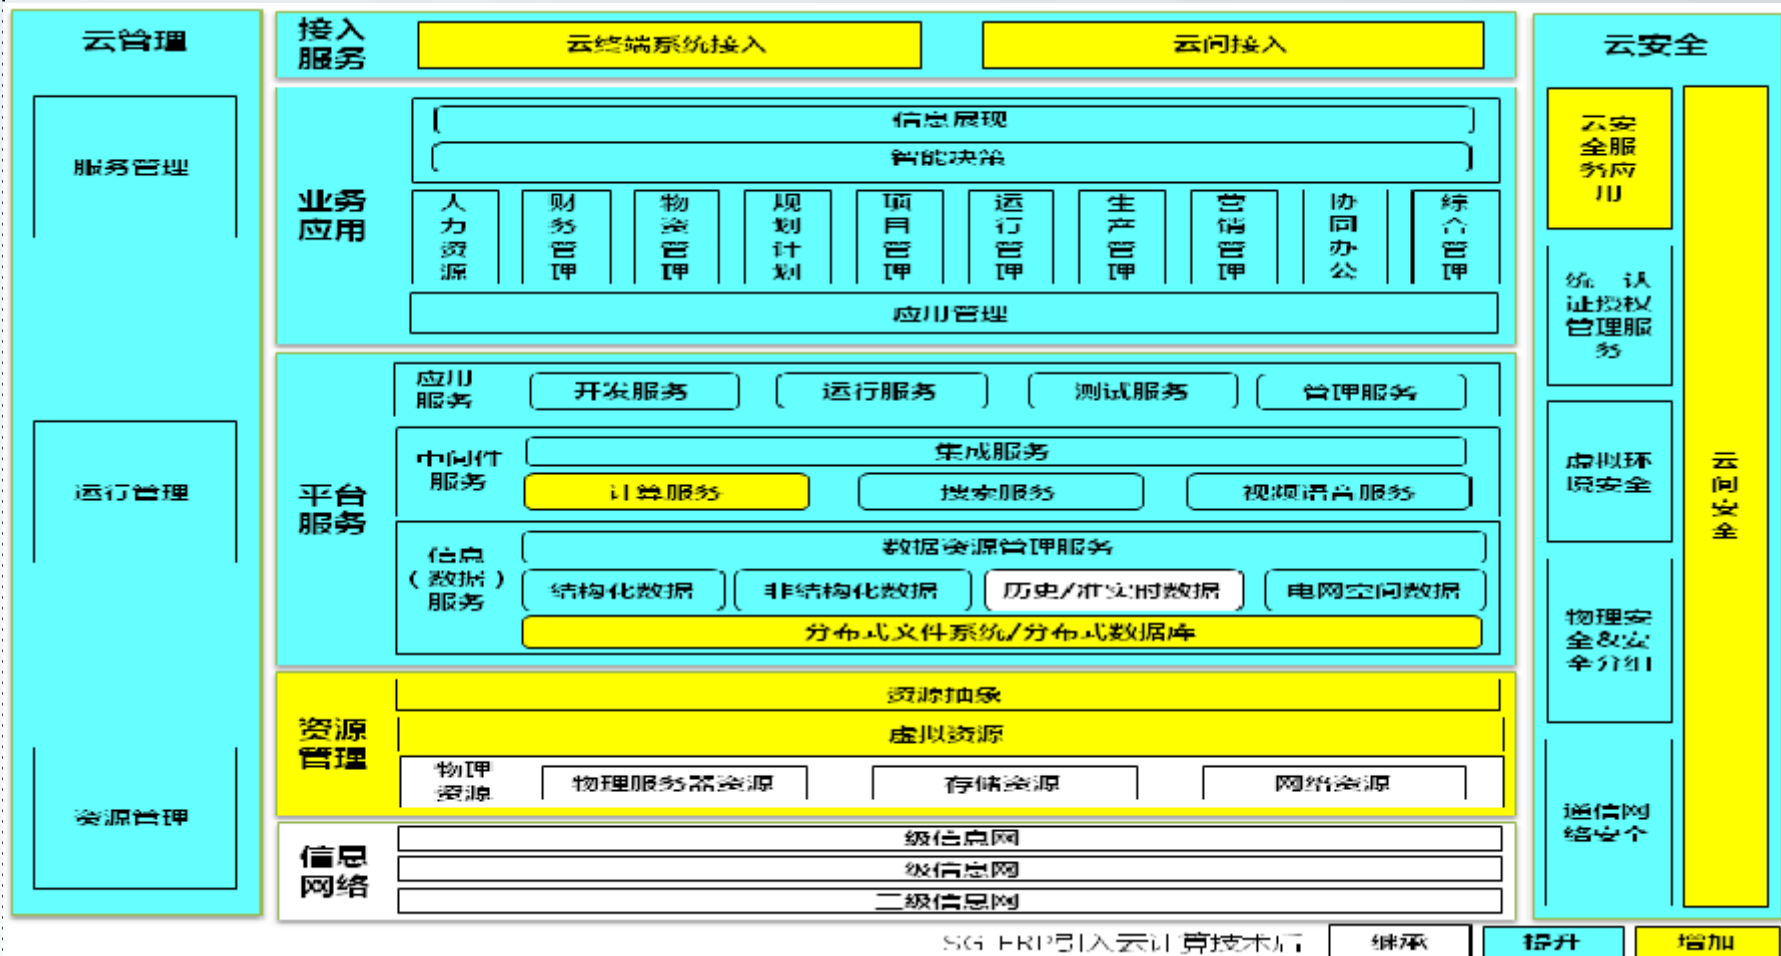 云管理
服务管理
运行管理
资源管理
接入
服务
云终端系统接入
云间接入
业务
应用
信息展现
智能决策
人力资源
财务管理
物资管理
规划计划
项目管理
运行管理
生产管理
营销管理
协同办公
综合管理
应用管理
平台
服务
应用
服务
开发服务
运行服务
测试服务
管理服务
中间件
服务
集成服务
计算服务
搜索服务
视频语音服务
信息
(数据)
服务
数据资源管理服务
结构化数据
非结构化数据
历史/准实时数据
电网空间数据
分布式文件系统/分布式数据库
资源
管理
资源抽象
虚拟资源
物理
资源
物理服务器资源
存储资源
网络资源
信息
网络
级信息网
级信息网
三级信息网
云安全
云安
全服
务应
用
统一认
证授权
管理服
务
虚拟环
境安全
物理安
全&安
全分组
通信网
络安全
云间安全
SG-ERP引入云计算技术后
继承
提升
增加